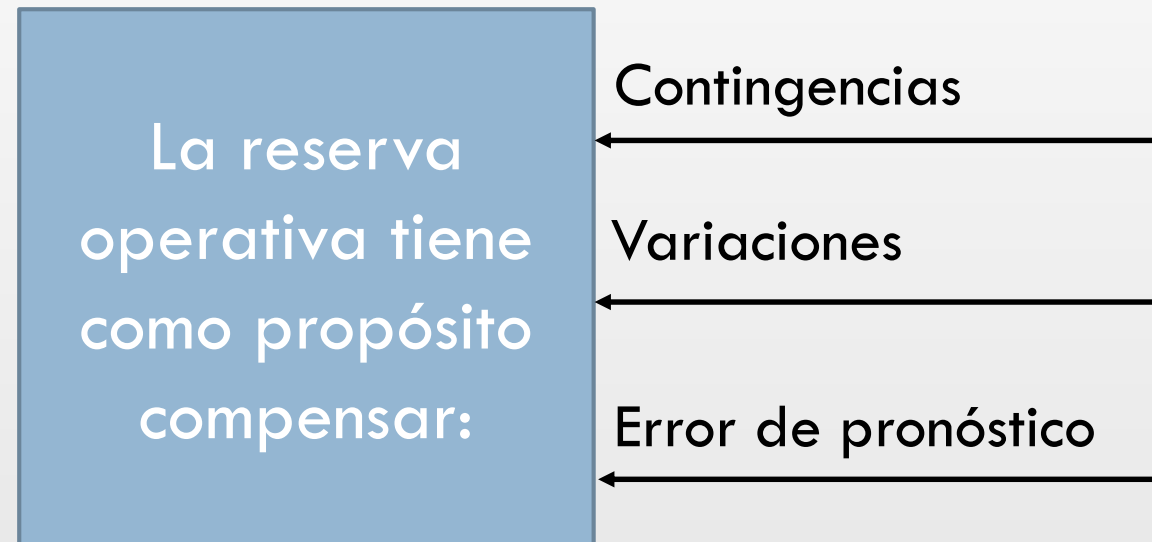 La reserva
operativa tiene
como propósito
compensar:
Contingencias
Variaciones
Error de pronóstico